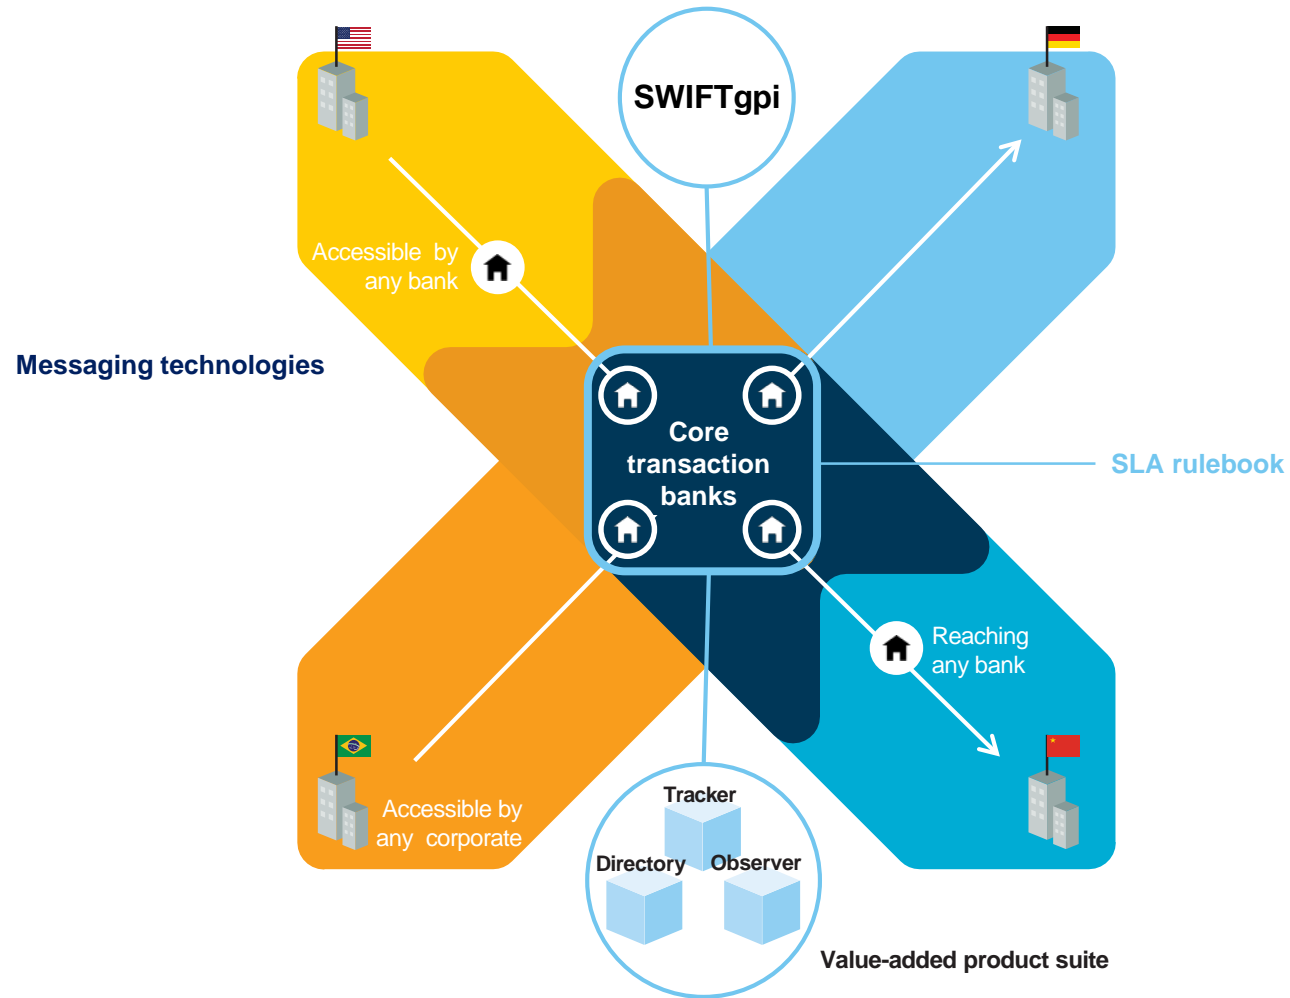 SWIFTgpi
Accessible by
any bank
Messaging technologies
Core
transaction
banks
SLA rulebook
Reaching
any bank
Accessible by
any corporate
Tracker
Directory
Observer
Value-added product suite